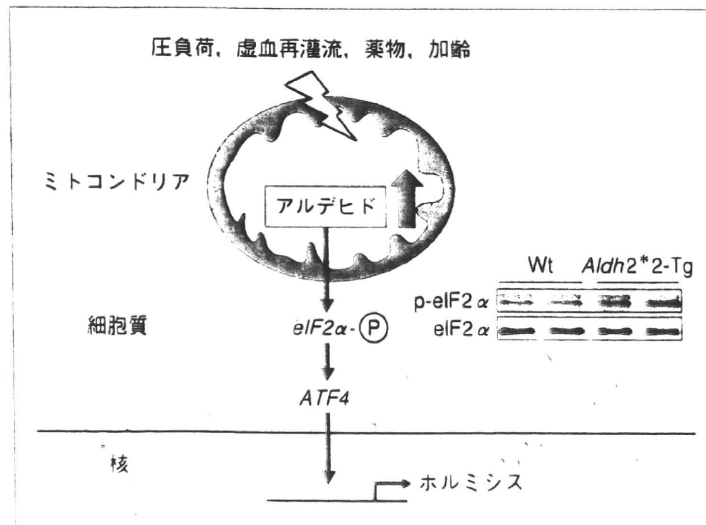 圧負荷，虚血再灌流，薬物，加齢
ミトコンドリア
アルデヒド
Wt Aldh2*2-Tg
p-eIF2α
eIF2α
細胞質
eIF2α-Ⓟ
ATF4
核
ホルミシス